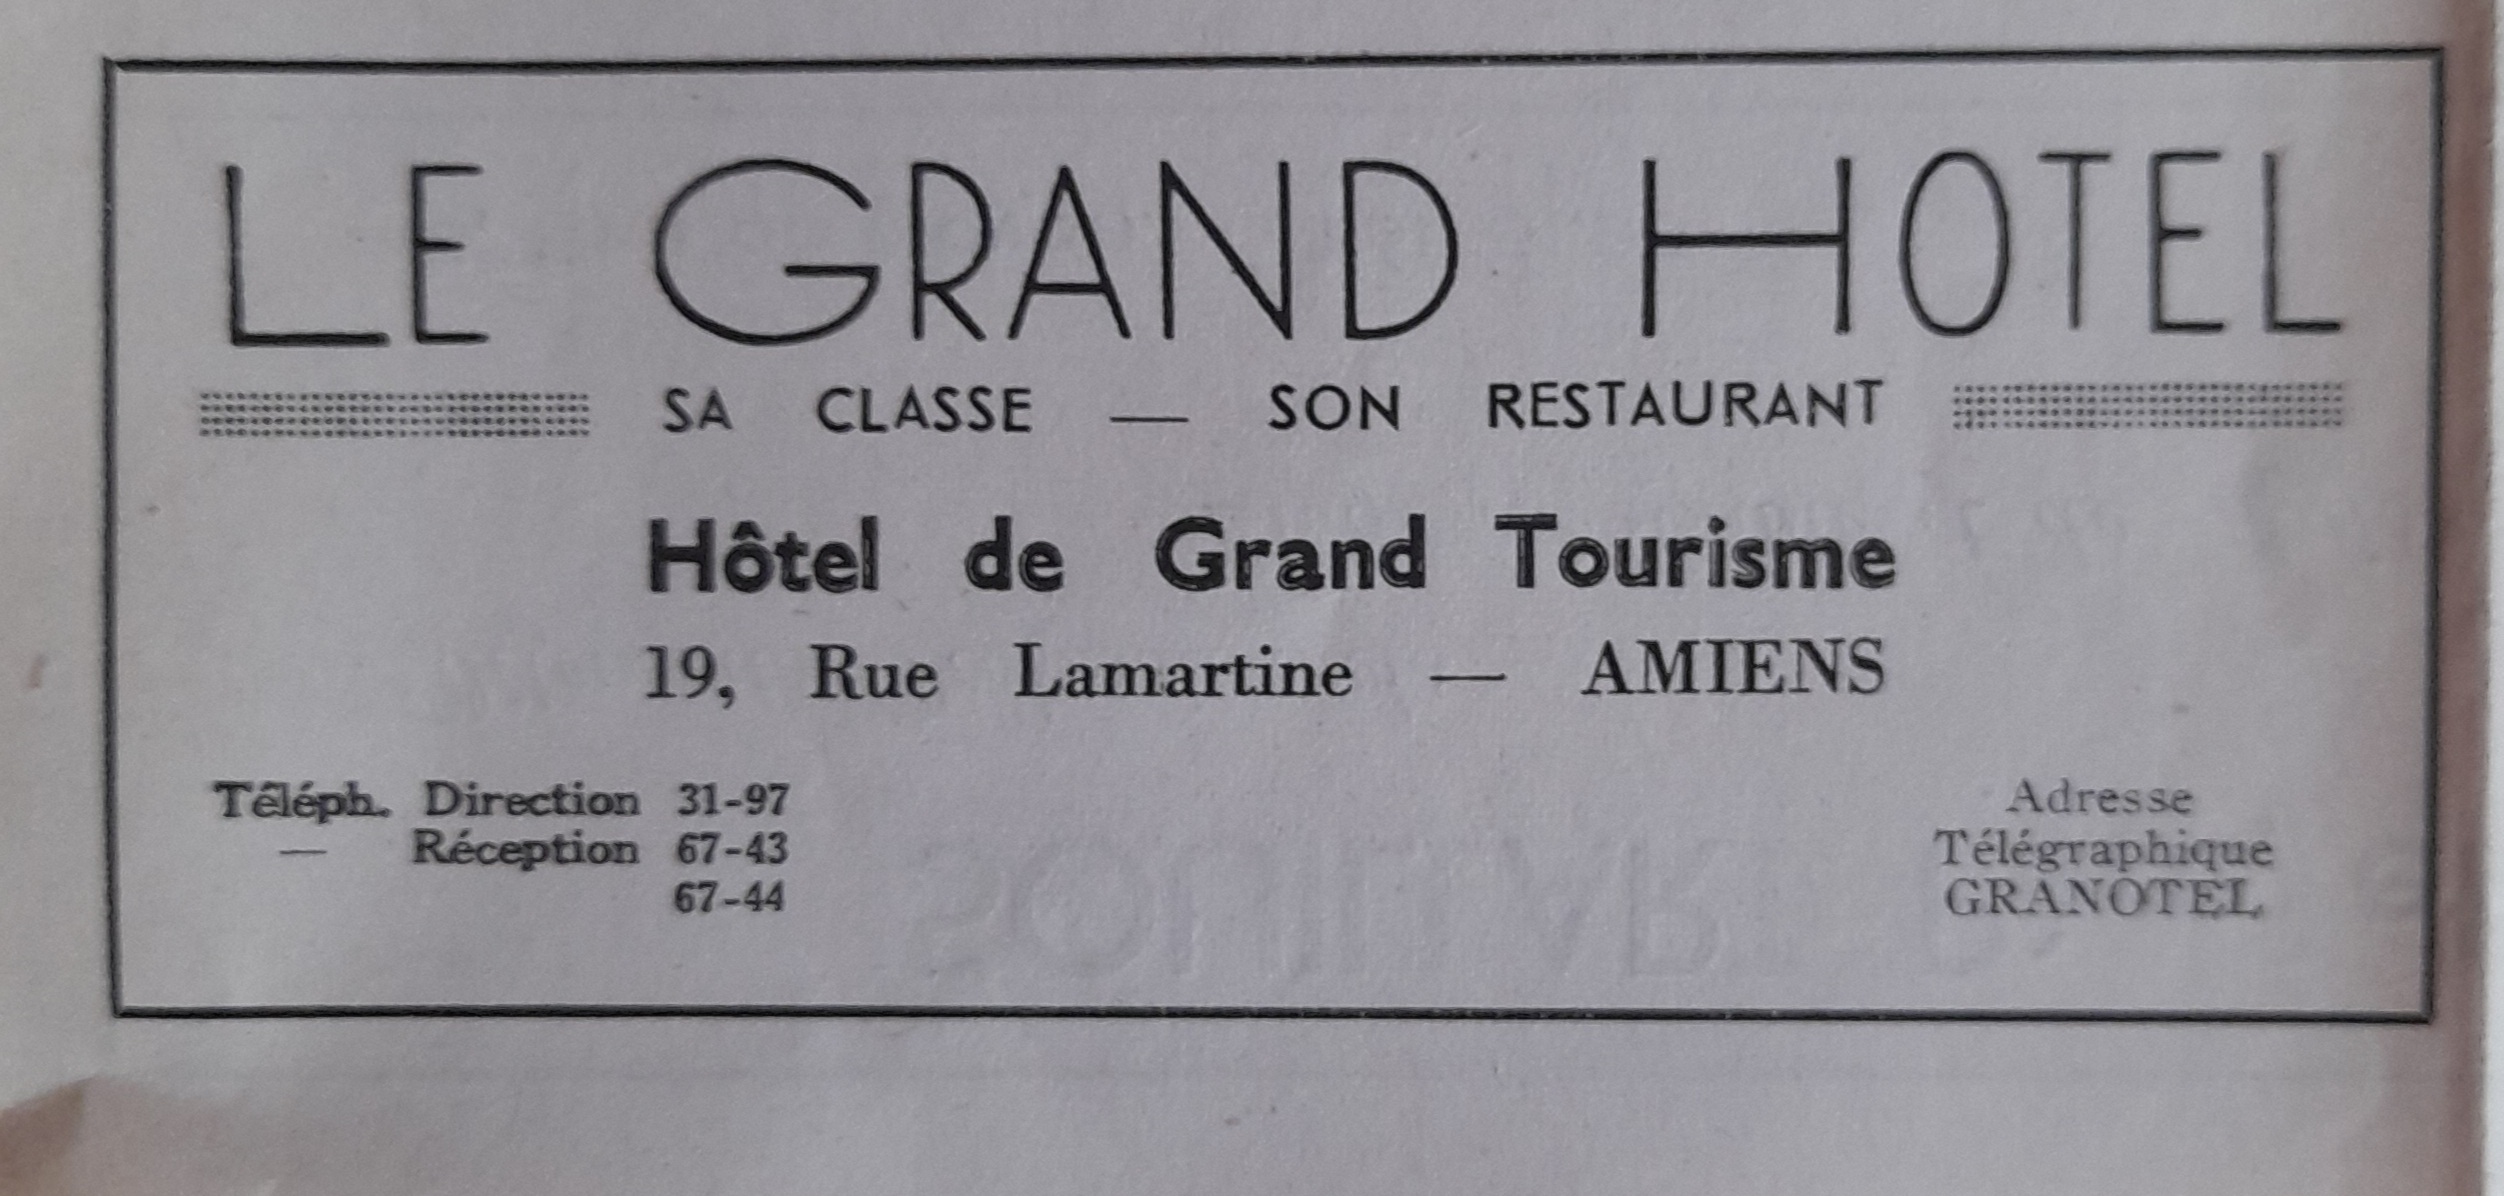 LE GRAND HOTEL
SA CLASSE — SON RESTAURANT
Hôtel de Grand Tourisme
19, Rue Lamartine — AMIENS
Téléph. Direction 31-97
— Réception 67-43
67-44
Adresse
Télégraphique
GRANOTEL